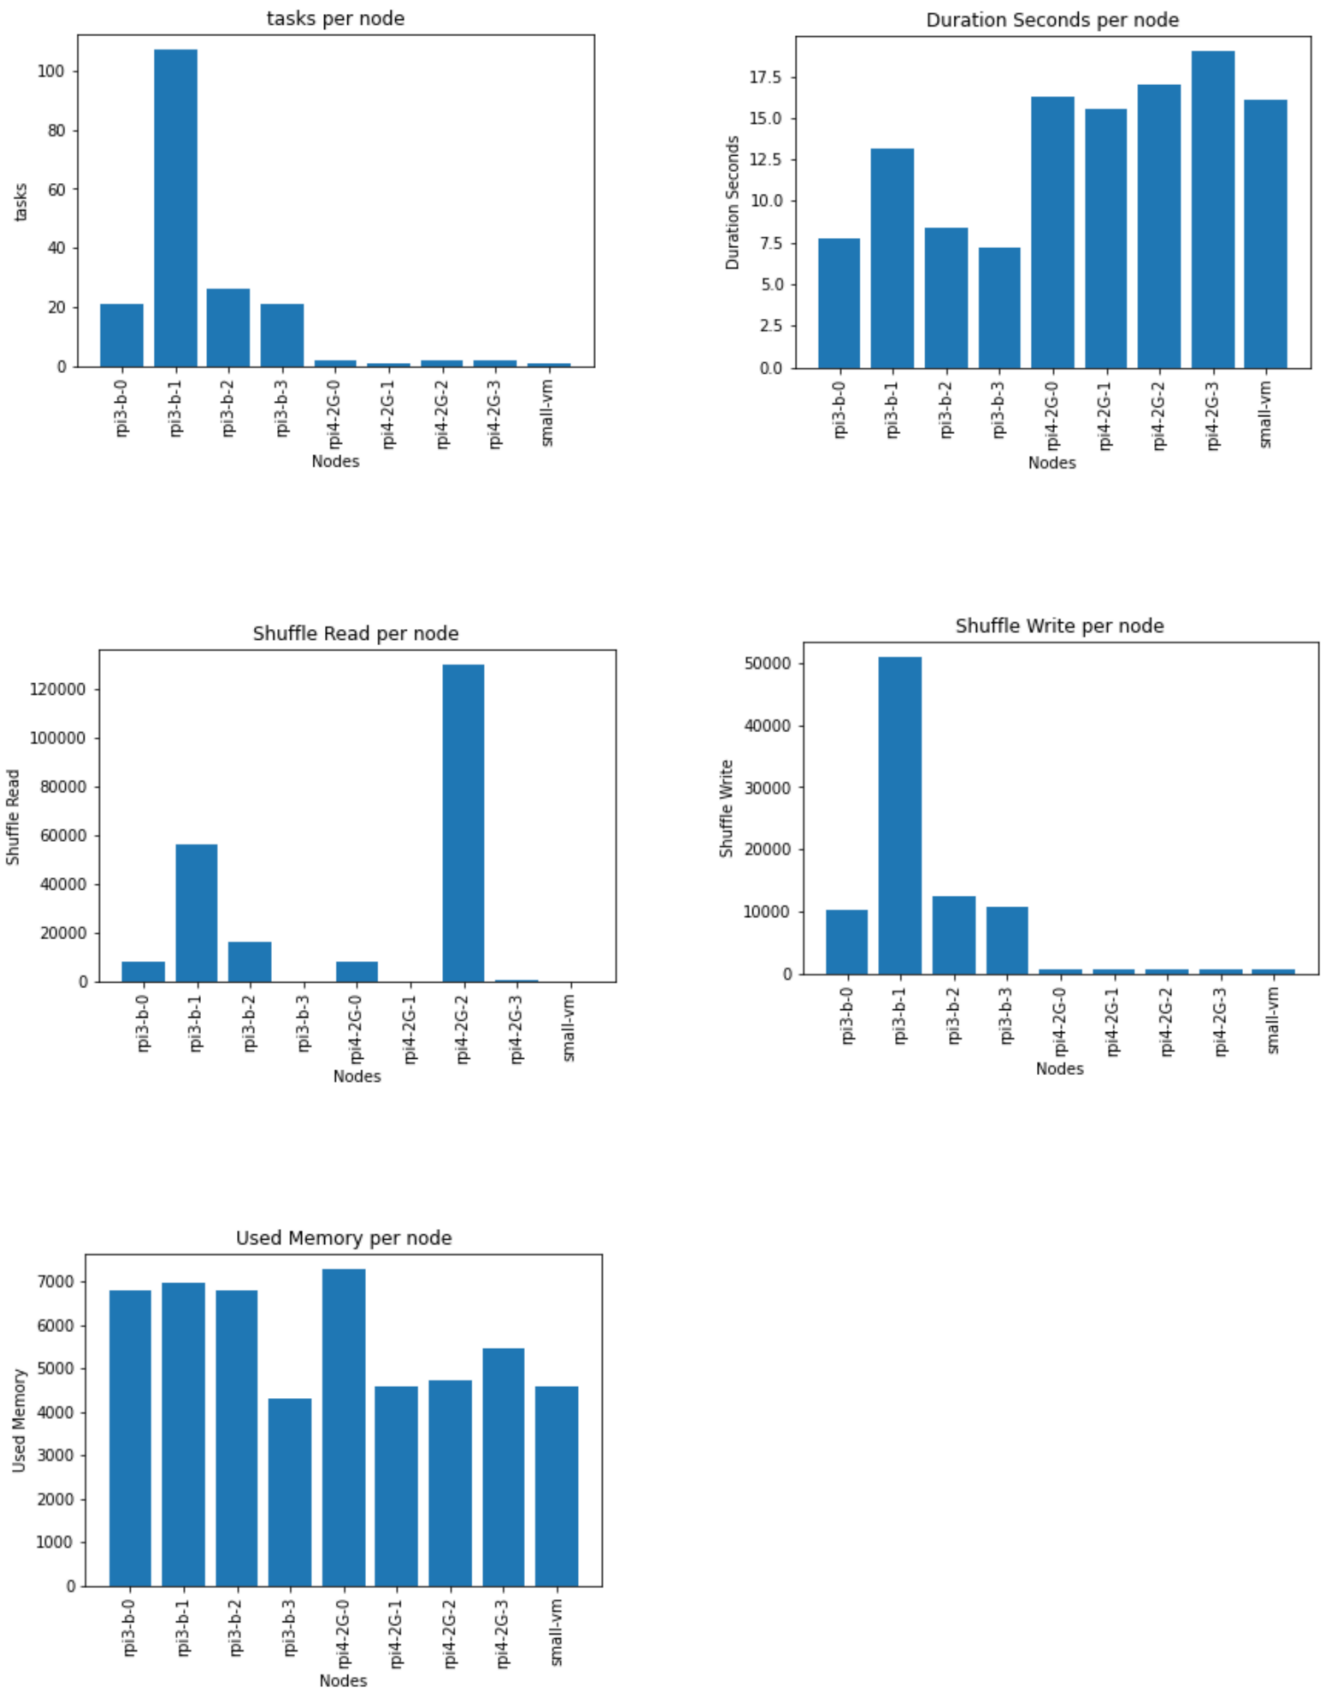 tasks per node
100
80
60
40
20
0
tasks
rpi3-b-0
rpi3-b-1
rpi3-b-2
rpi3-b-3
rpi4-2G-0
rpi4-2G-1
rpi4-2G-2
rpi4-2G-3
small-vm
Nodes
Duration Seconds per node
17.5
15.0
12.5
10.0
7.5
5.0
2.5
0.0
Duration Seconds
rpi3-b-0
rpi3-b-1
rpi3-b-2
rpi3-b-3
rpi4-2G-0
rpi4-2G-1
rpi4-2G-2
rpi4-2G-3
small-vm
Nodes
Shuffle Read per node
120000
100000
80000
60000
40000
20000
0
Shuffle Read
rpi3-b-0
rpi3-b-1
rpi3-b-2
rpi3-b-3
rpi4-2G-0
rpi4-2G-1
rpi4-2G-2
rpi4-2G-3
small-vm
Nodes
Shuffle Write per node
50000
40000
30000
20000
10000
0
Shuffle Write
rpi3-b-0
rpi3-b-1
rpi3-b-2
rpi3-b-3
rpi4-2G-0
rpi4-2G-1
rpi4-2G-2
rpi4-2G-3
small-vm
Nodes
Used Memory per node
7000
6000
5000
4000
3000
2000
1000
0
Used Memory
rpi3-b-0
rpi3-b-1
rpi3-b-2
rpi3-b-3
rpi4-2G-0
rpi4-2G-1
rpi4-2G-2
rpi4-2G-3
small-vm
Nodes